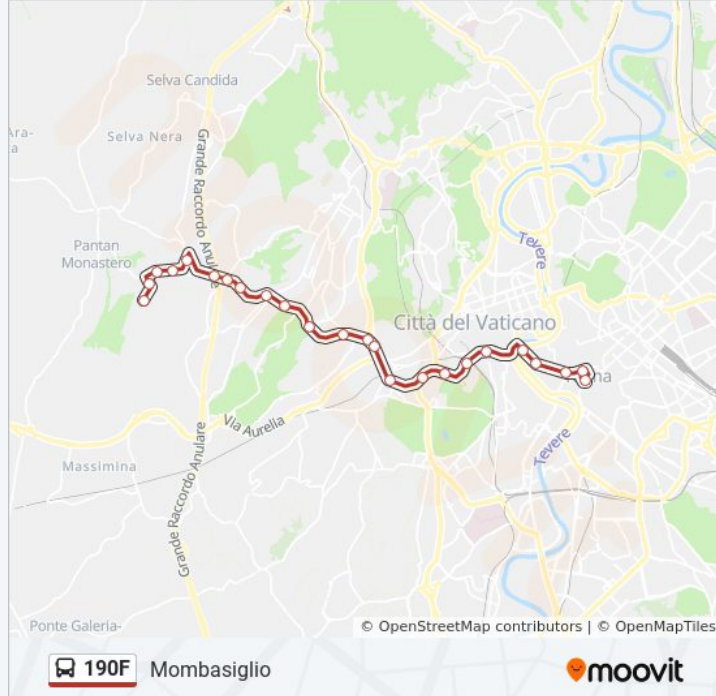 Selva Candida
Ara-
a
Selva Nera
Grande Raccordo Anulare
Pantan
Monastero
Tevere
Città del Vaticano
na
Via Aurelia
Tevere
Massimina
Grande Raccordo Anulare
Ponte Galeria-
© OpenStreetMap contributors | © OpenMapTiles
190F Mombasiglio
moovit